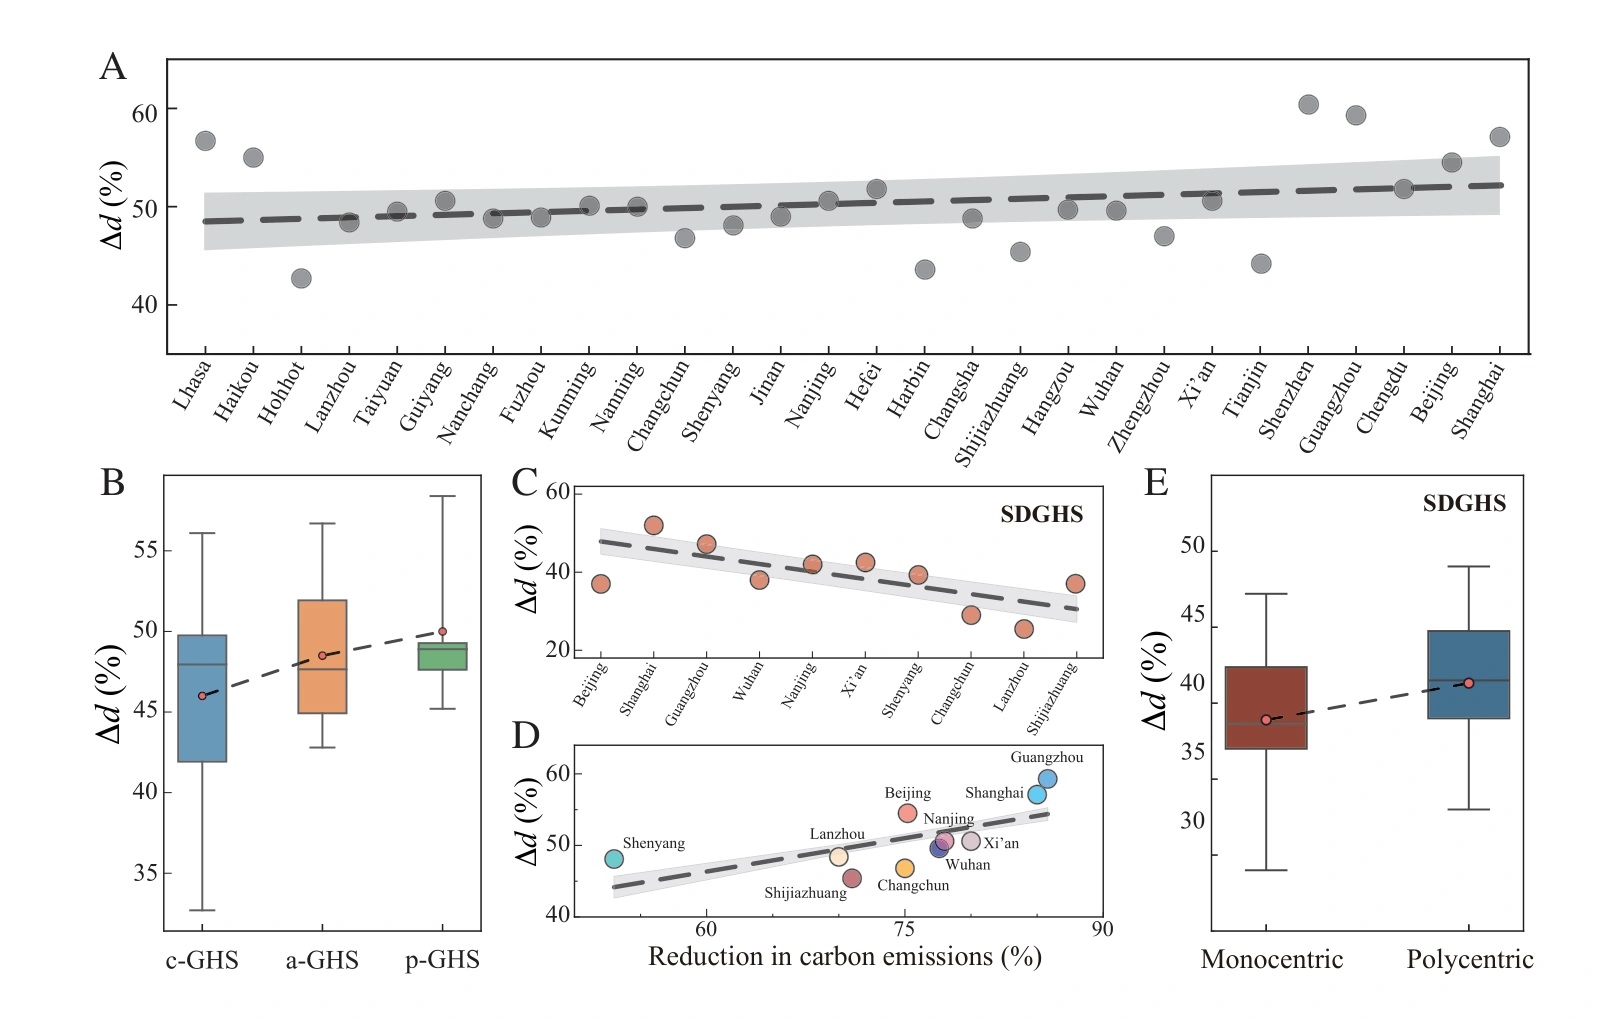 A
Δd (%)
60
50
40
Lhasa
Haikou
Hohhot
Lanzhou
Taiyuan
Guiyang
Nanchang
Fuzhou
Kunming
Nanning
Changchun
Shenyang
Jinan
Nanjing
Hefei
Harbin
Changsha
Shijiazhuang
Hangzou
Wuhan
Zhengzhou
Xi'an
Tianjin
Shenzhen
Guangzhou
Chengdu
Beijing
Shanghai
B
Δd (%)
55
50
45
40
35
c-GHS
a-GHS
p-GHS
C
Δd (%)
60
40
20
SDGHS
Beijing
Shanghai
Guangzhou
Wuhan
Nanjing
Xi'an
Shenyang
Changchun
Lanzhou
Shijiazhuang
D
Δd (%)
60
50
40
Guangzhou
Shanghai
Beijing
Nanjing
Lanzhou
Shenyang
Xi'an
Wuhan
Changchun
Shijiazhuang
60
75
90
Reduction in carbon emissions (%)
E
Δd (%)
SDGHS
50
45
40
35
30
Monocentric
Polycentric